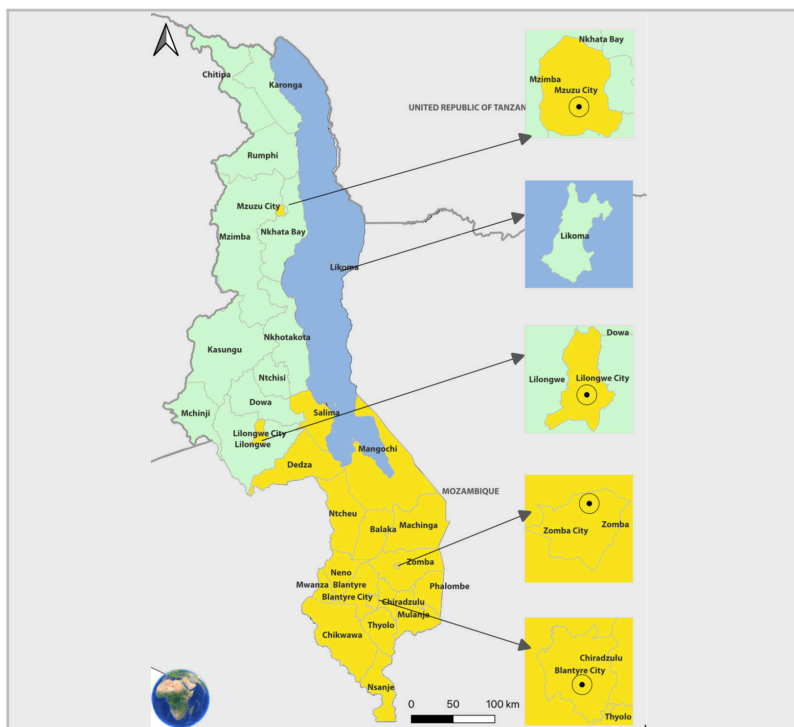 Chitipa
Karonga
Rumphi
Mzuzu City
Mzimba
Nkhata Bay
Likoma
Nkhotakota
Kasungu
Ntchisi
Dowa
Mchinji
Salima
Lilongwe City
Lilongwe
Mangochi
Dedza
Ntcheu
Balaka
Machinga
Neno
Zomba
Mwanza
Blantyre
Phalombe
Blantyre City
Chiradzulu
Mulanje
Thyolo
Chikwawa
Nsanje
UNITED REPUBLIC OF TANZAN
MOZAMBIQUE
0 50 100 km
Nkhata Bay
Mzimba
Mzuzu City
Likoma
Dowa
Lilongwe
Lilongwe City
Zomba City
Zomba
Chiradzulu
Blantyre City
Thyolo